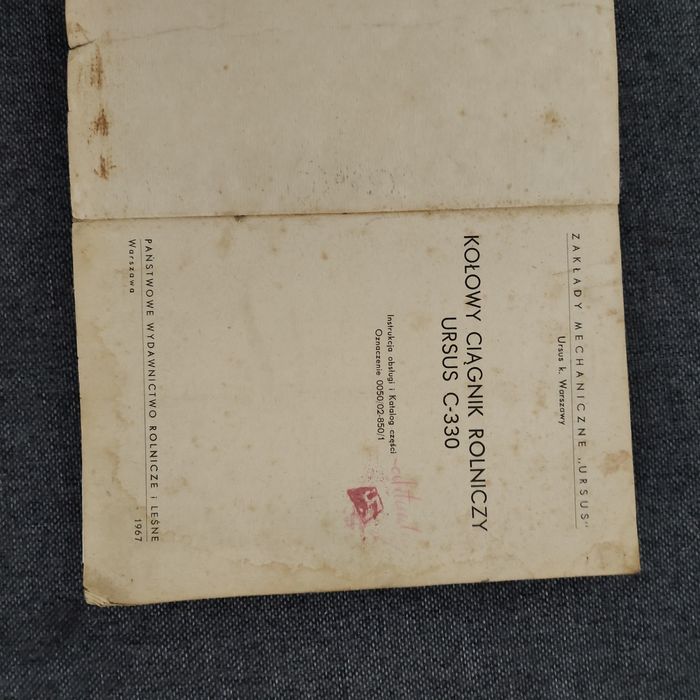 ZAKŁADY MECHANICZNE „URSUS"
Ursus k. Warszawy
KOŁOWY CIĄGNIK ROLNICZY
URSUS C-330
Instrukcja obsługi i Katalog części
Oznaczenie 0050/02-850/1
PAŃSTWOWE WYDAWNICTWO ROLNICZE i LEŚNE
Warszawa 1967